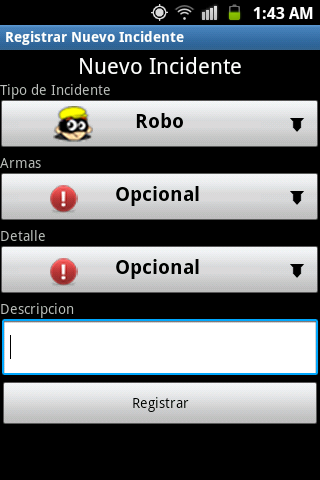 1:43 AM
Registrar Nuevo Incidente
Nuevo Incidente
Tipo de Incidente
Robo
Armas
! Opcional
Detalle
! Opcional
Descripcion
Registrar